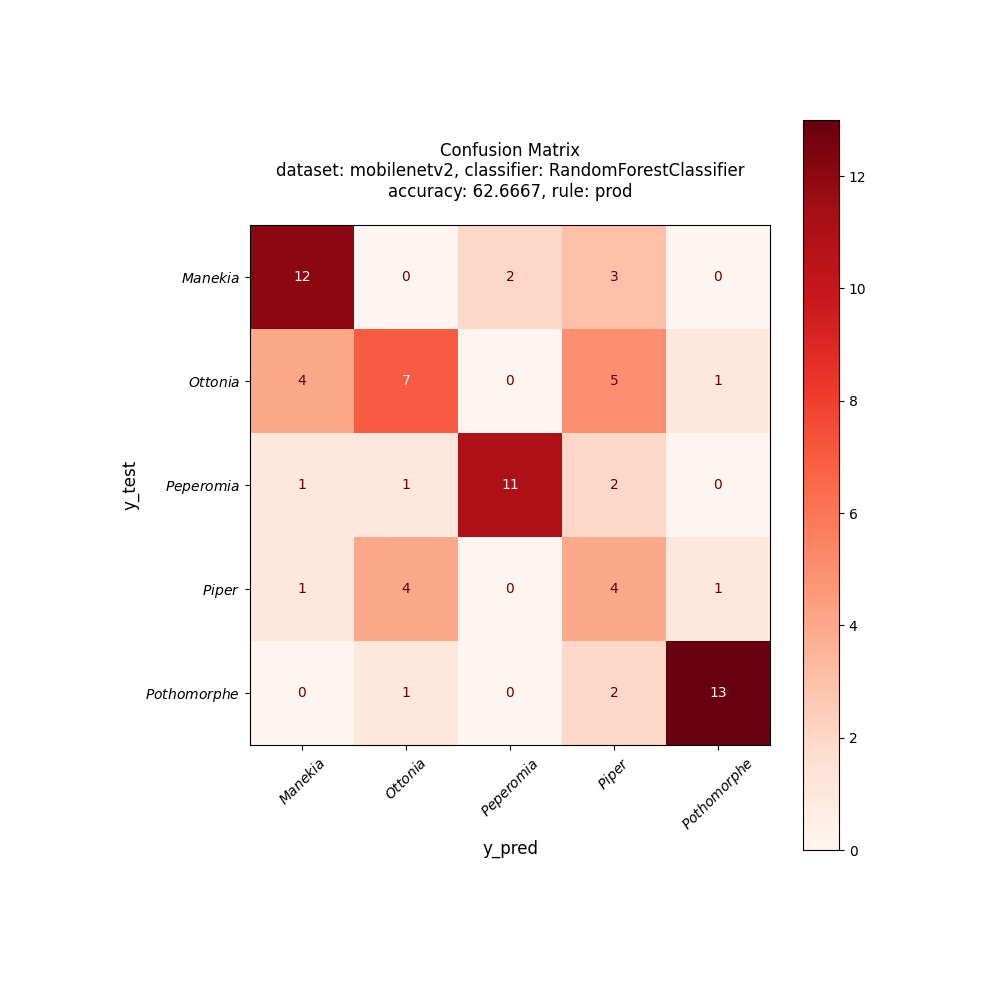 Confusion Matrix
dataset: mobilenetv2, classifier: RandomForestClassifier
accuracy: 62.6667, rule: prod
Manekia 12 0 2 3 0
Ottonia 4 7 0 5 1
Peperomia 1 1 11 2 0
Piper 1 4 0 4 1
Pothomorphe 0 1 0 2 13
Manekia Ottonia Peperomia Piper Pothomorphe
y_pred
y_test
12
10
8
6
4
2
0